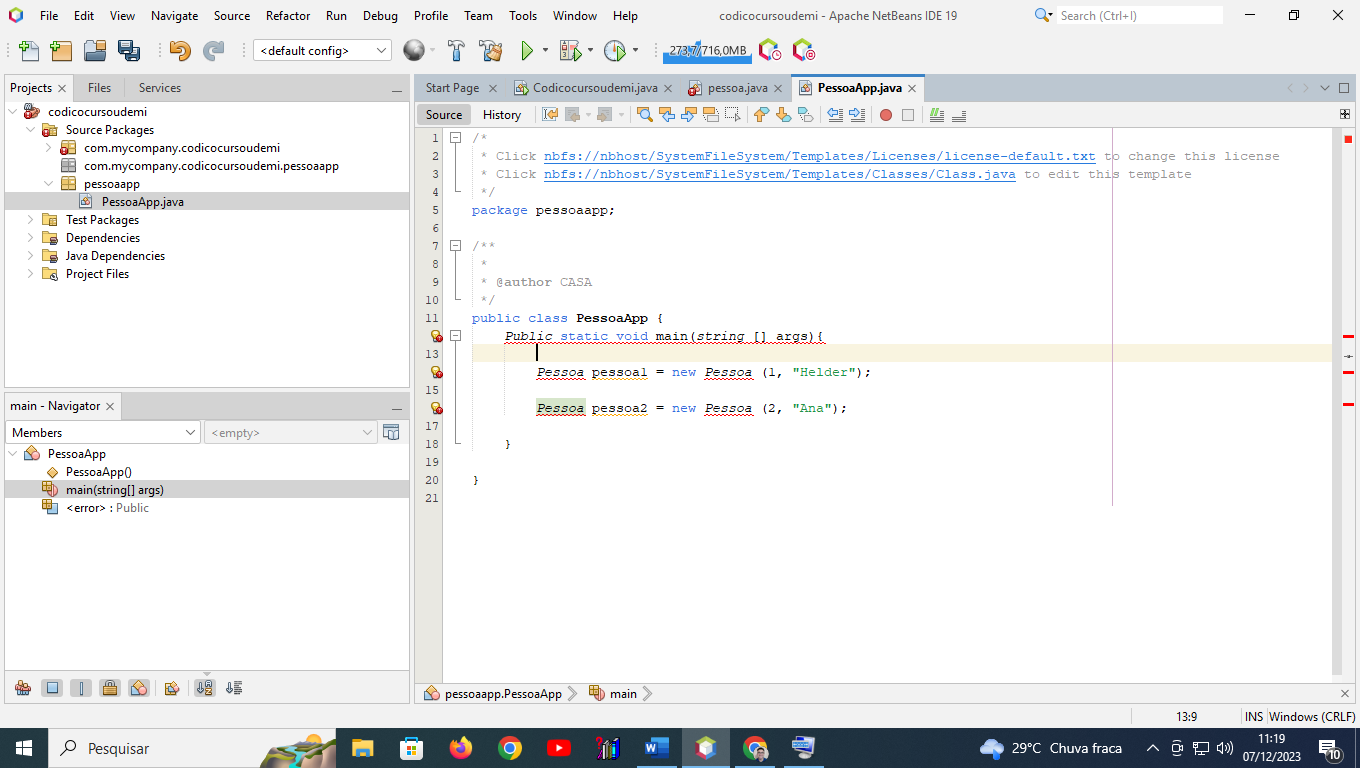 File Edit View Navigate Source Refactor Run Debug Profile Team Tools Window Help codicocursoudemi - Apache NetBeans IDE 19 Search (Ctrl+I)
<default config> 273,7/716,0MB
Projects Files Services
codicocursoudemi
Source Packages
com.mycompany.codicocursoudemi
com.mycompany.codicocursoudemi.pessoaapp
pessoaapp
PessoaApp.java
Test Packages
Dependencies
Java Dependencies
Project Files
main - Navigator
Members <empty>
PessoaApp
PessoaApp()
main(string[] args)
<error> : Public
Start Page Codicocursoudemi.java pessoa.java PessoaApp.java
Source History
1 /*
2 * Click nbfs://nbhost/SystemFileSystem/Templates/Licenses/license-default.txt to change this license
3 * Click nbfs://nbhost/SystemFileSystem/Templates/Classes/Class.java to edit this template
4 */
5 package pessoaapp;
6
7 /**
8 *
9 * @author CASA
10 */
11 public class PessoaApp {
Public static void main(string [] args){
13
Pessoa pessoa1 = new Pessoa (1, "Helder");
15
Pessoa pessoa2 = new Pessoa (2, "Ana");
17
18 }
19
20 }
21
pessoaapp.PessoaApp main
13:9 INS Windows (CRLF)
Pesquisar 29°C Chuva fraca 11:19
07/12/2023 10